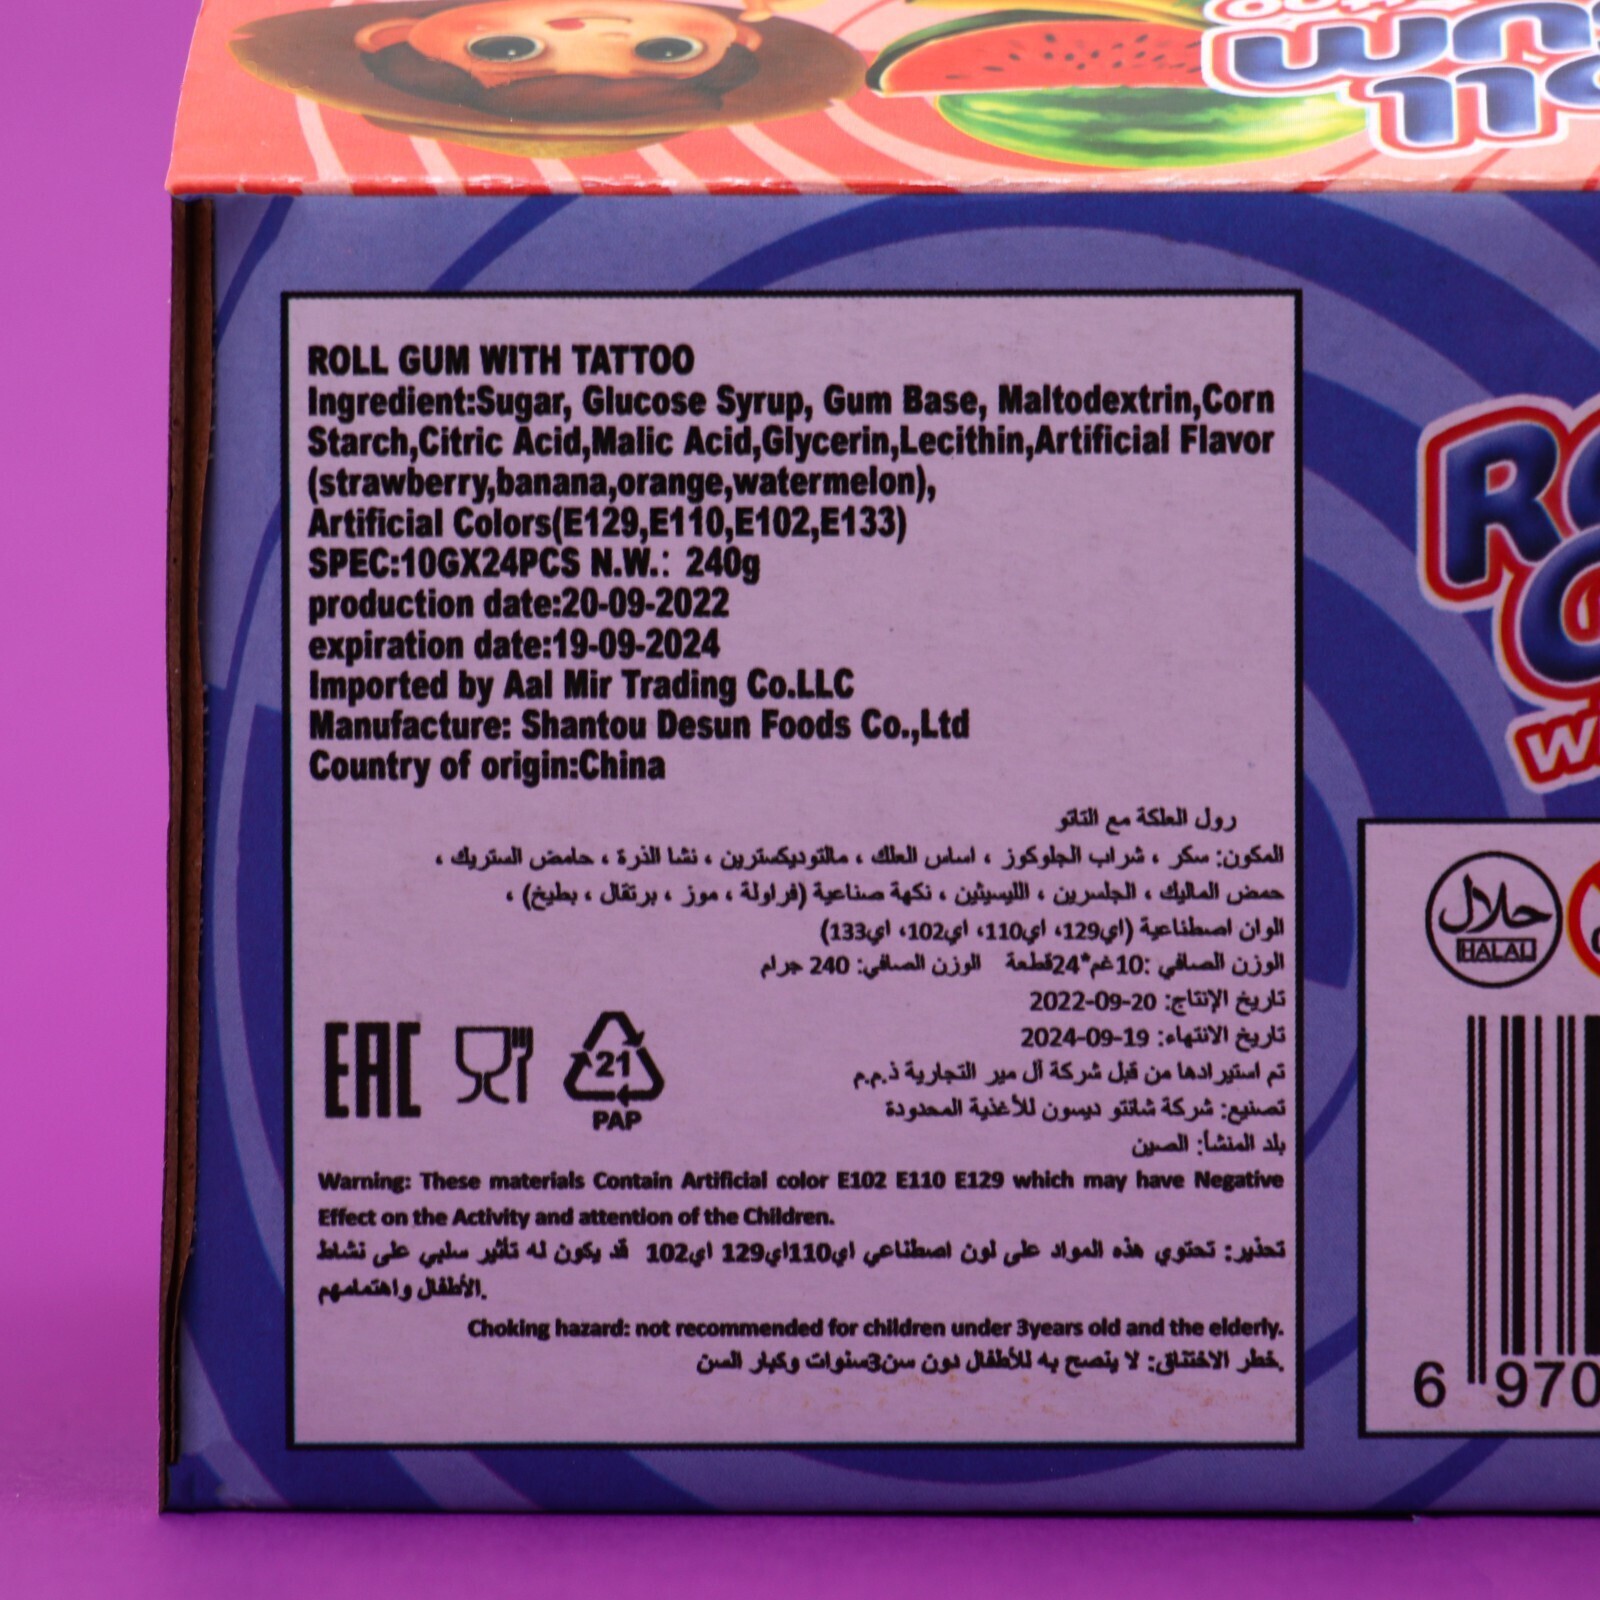 ROLL GUM WITH TATTOO
Ingredient:Sugar, Glucose Syrup, Gum Base, Maltodextrin,Corn
Starch,Citric Acid,Malic Acid,Glycerin,Lecithin,Artificial Flavor
(strawberry,banana,orange,watermelon),
Artificial Colors(E129,E110,E102,E133)
SPEC:10GX24PCS N.W.: 240g
production date:20-09-2022
expiration date:19-09-2024
Imported by Aal Mir Trading Co.LLC
Manufacture: Shantou Desun Foods Co.,Ltd
Country of origin:China
رول العلكة مع التاتو
المكون: سكر ، شراب الجلوكوز ، اساس العلك ، مالتوديكسترين ، نشا الذرة ، حامض الستريك ،
حمض الماليك ، الجلسرين ، الليسيثين ، نكهة صناعية (فراولة ، موز ، برتقال ، بطيخ) ،
الوان اصطناعية (اي129، اي110، اي102، اي133)
الوزن الصافي :10غم*24قطعة الوزن الصافي: 240 جرام
تاريخ الإنتاج: 20-09-2022
تاريخ الانتهاء: 19-09-2024
تم استيرادها من قبل شركة آل مير التجارية ذ.م.م
تصنيع: شركة شانتو ديسون للأغذية المحدودة
بلد المنشأ: الصين
EAC
21
PAP
Warning: These materials Contain Artificial color E102 E110 E129 which may have Negative
Effect on the Activity and attention of the Children.
تحذير: تحتوي هذه المواد على لون اصطناعي اي110اي129 اي102 قد يكون له تأثير سلبي على نشاط
الأطفال واهتمامهم.
Choking hazard: not recommended for children under 3years old and the elderly.
خطر الاختناق: لا ينصح به للأطفال دون سن3سنوات وكبار السن.
حلال
HALAL
6 970